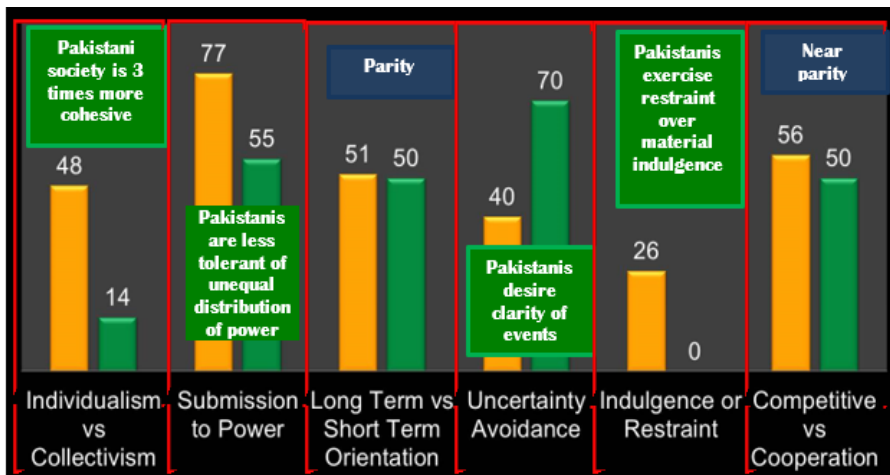 Pakistani
society is 3
times more
cohesive
48
14
Individualism
vs
Collectivism
77
55
Pakistanis
are less
tolerant of
unequal
distribution
of power
Submission
to Power
Parity
51
50
Long Term vs
Short Term
Orientation
70
40
Pakistanis
desire
clarity of
events
Uncertainty
Avoidance
Pakistanis
exercise
restraint
over
material
indulgence
26
0
Indulgence or
Restraint
Near
parity
56
50
Competitive
vs
Cooperation